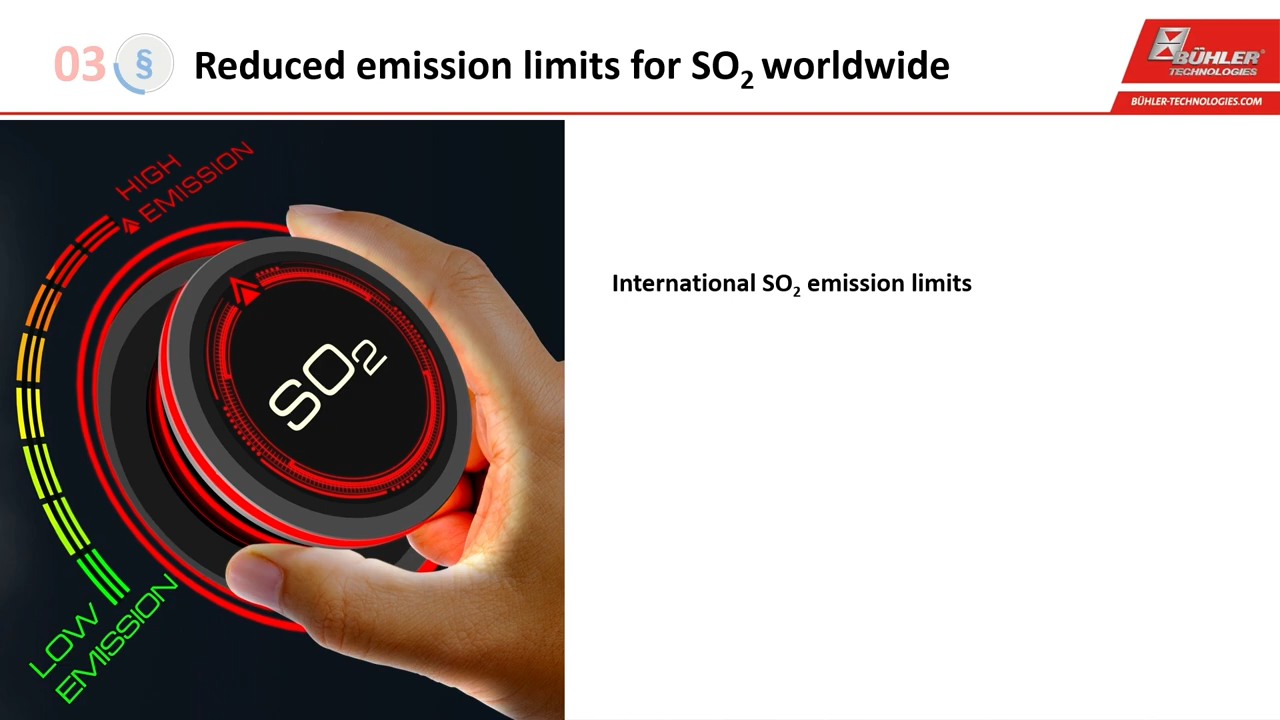 03 § Reduced emission limits for SO₂ worldwide
BÜHLER®
TECHNOLOGIES
BÜHLER-TECHNOLOGIES.COM
HIGH
EMISSION
SO₂
LOW
EMISSION
International SO₂ emission limits